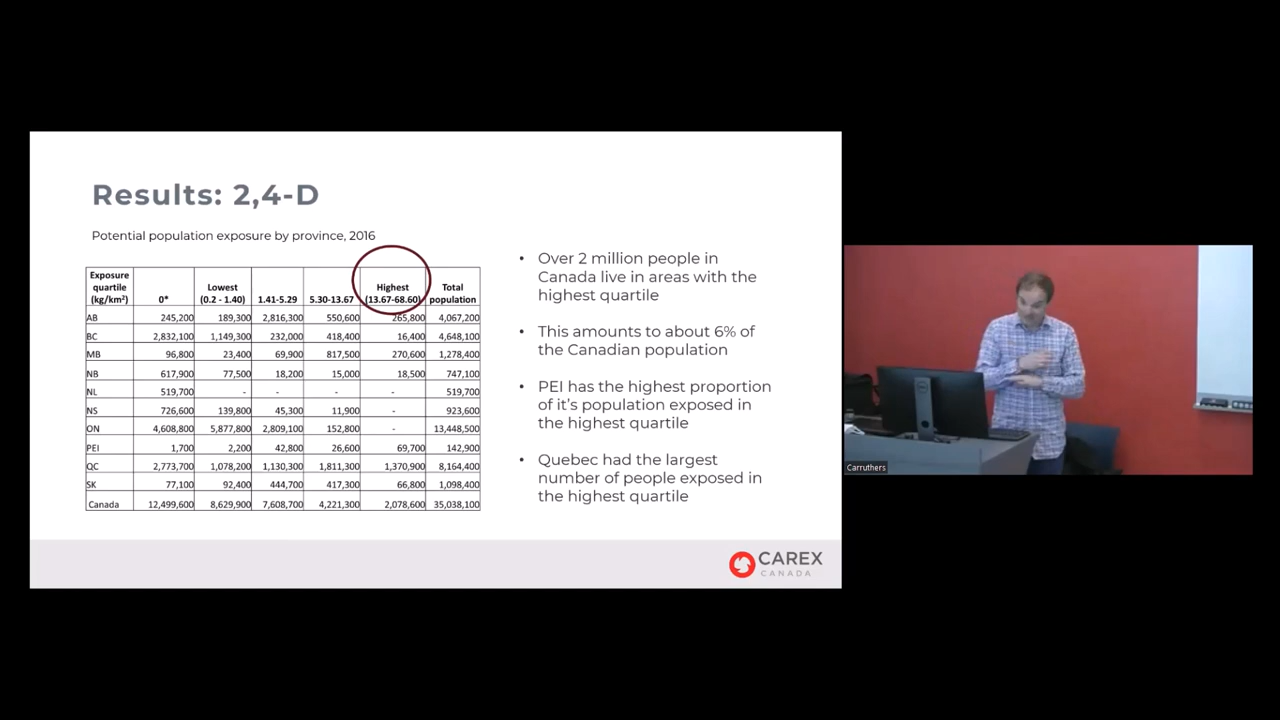 Results: 2,4-D
Potential population exposure by province, 2016
Exposure quartile (kg/km²) 0* Lowest (0.2 - 1.40) 1.41-5.29 5.30-13.67 Highest (13.67-68.60) Total population
AB 245,200 189,300 2,816,300 550,600 265,800 4,067,200
BC 2,832,100 1,149,300 232,000 418,400 16,400 4,648,100
MB 96,800 23,400 69,900 817,500 270,600 1,278,400
NB 617,900 77,500 18,200 15,000 18,500 747,100
NL 519,700 - - - - 519,700
NS 726,600 139,800 45,300 11,900 - 923,600
ON 4,608,800 5,877,800 2,809,100 152,800 - 13,448,500
PEI 1,700 2,200 42,800 26,600 69,700 142,900
QC 2,773,700 1,078,200 1,130,300 1,811,300 1,370,900 8,164,400
SK 77,100 92,400 444,700 417,300 66,800 1,098,400
Canada 12,499,600 8,629,900 7,608,700 4,221,300 2,078,600 35,038,100
• Over 2 million people in
Canada live in areas with the
highest quartile
• This amounts to about 6% of
the Canadian population
• PEI has the highest proportion
of it's population exposed in
the highest quartile
• Quebec had the largest
number of people exposed in
the highest quartile
CAREX
CANADA
Carruthers